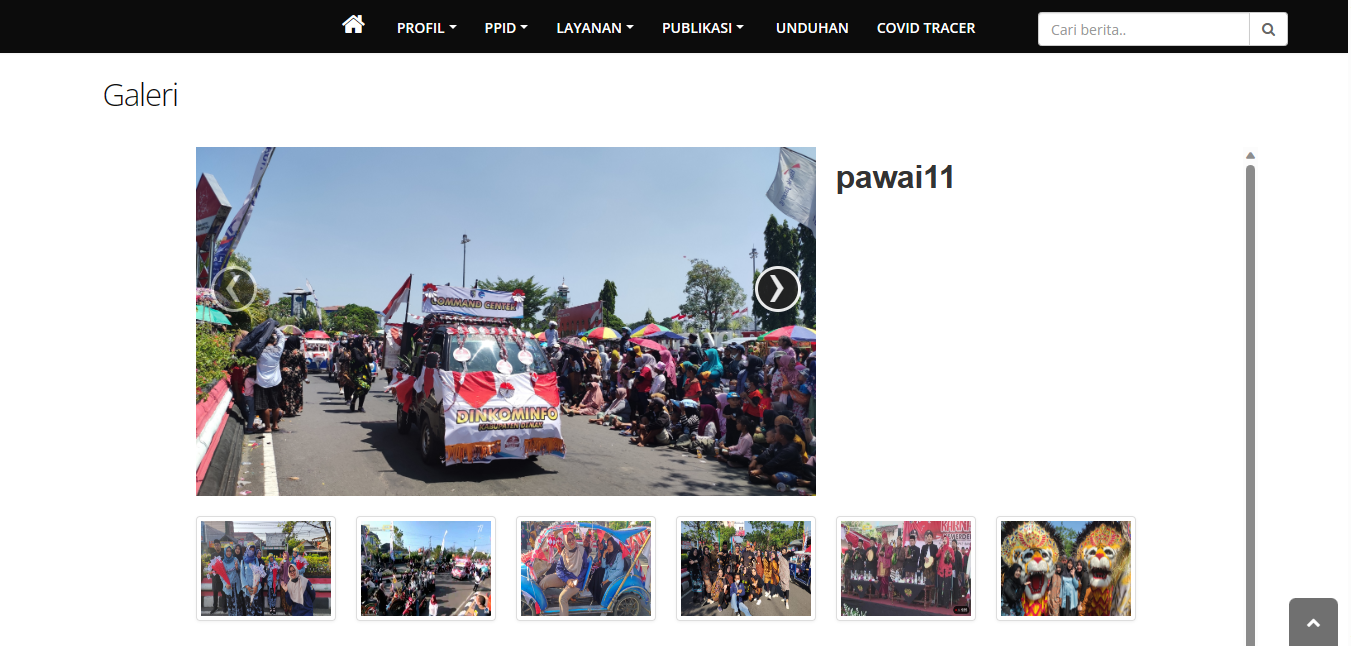 PROFIL PPID LAYANAN PUBLIKASI UNDUHAN COVID TRACER Cari berita..
Galeri
pawai11
COMMAND CENTER
DINKOMINFO
KABUPATEN DEMAK